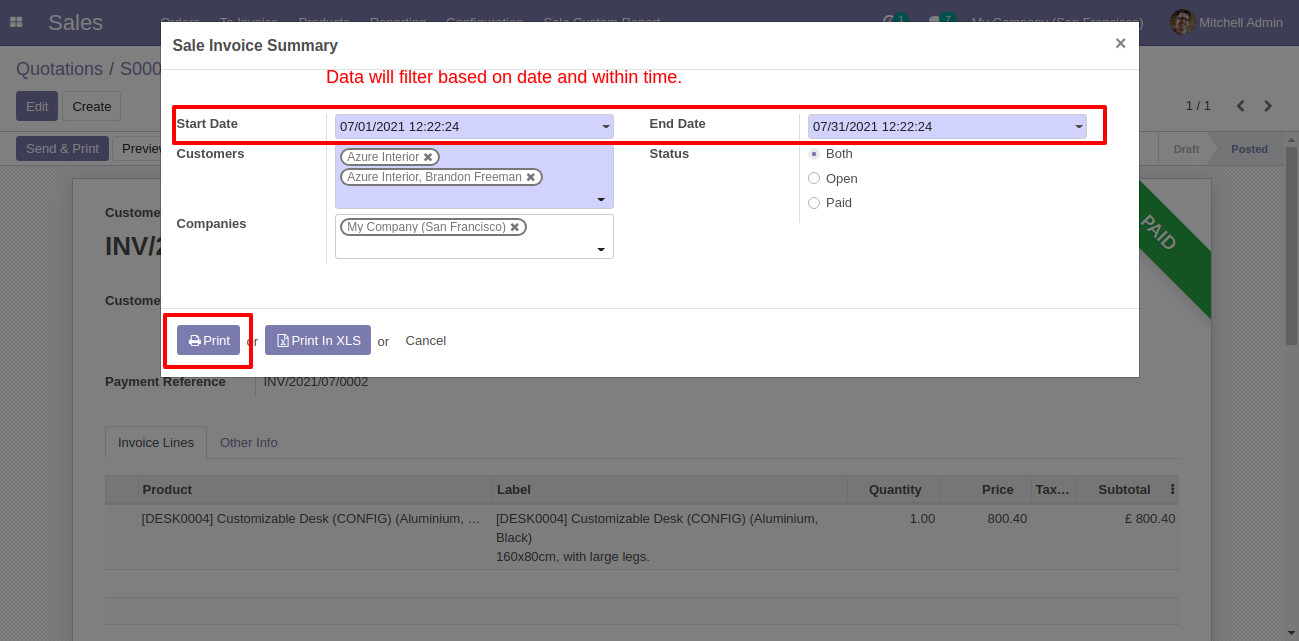 Sales
Orders To Invoice Products Reporting Configuration Sale Custom Report 1 7 My Company (San Francisco) Mitchell Admin
Sale Invoice Summary ×
Quotations / S000
Data will filter based on date and within time.
Edit Create
1 / 1
Start Date 07/01/2021 12:22:24 End Date 07/31/2021 12:22:24
Send & Print
Draft Posted
Customers Azure Interior Status Both
Azure Interior, Brandon Freeman Open
Paid
Companies My Company (San Francisco)
PAID
INV/2
Print or Print In XLS or Cancel
Payment Reference INV/2021/07/0002
Invoice Lines Other Info
Product Label Quantity Price Tax… Subtotal
[DESK0004] Customizable Desk (CONFIG) (Aluminium, … [DESK0004] Customizable Desk (CONFIG) (Aluminium, 1.00 800.40 £ 800.40
Black)
160x80cm, with large legs.